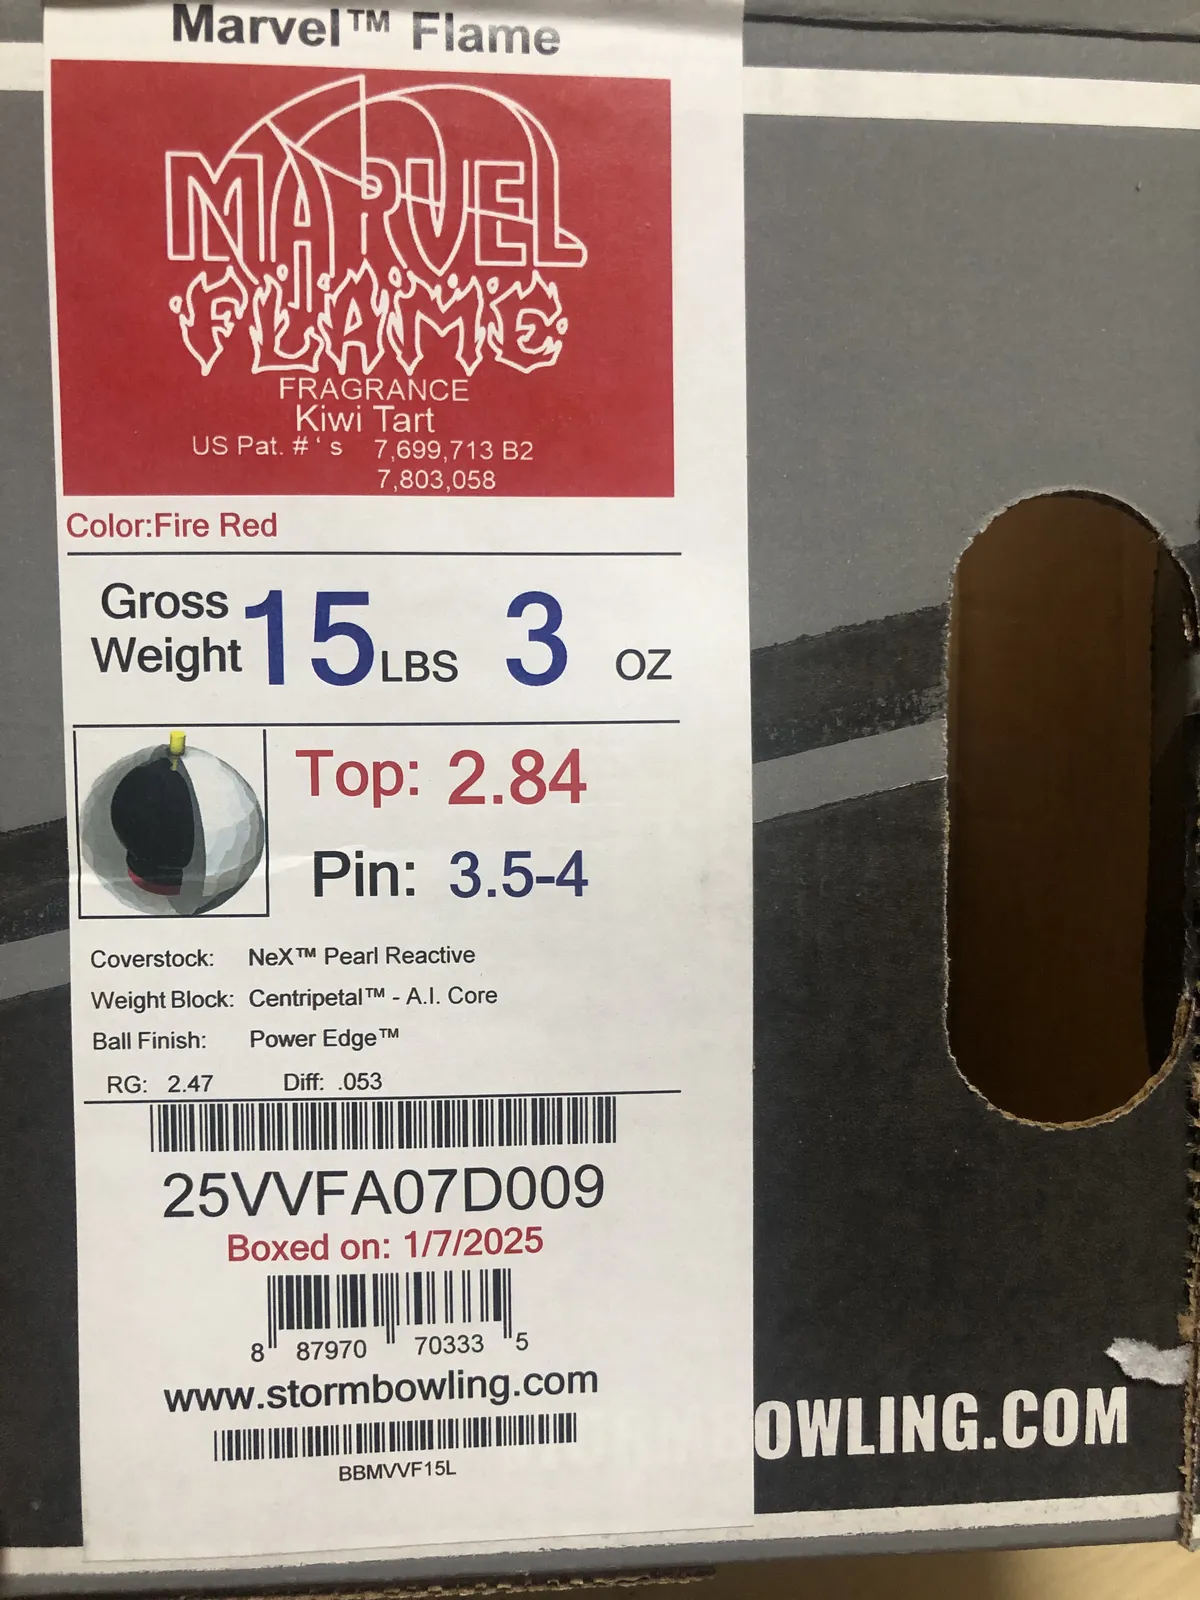 Marvel™ Flame
MARVEL
FLAME
FRAGRANCE
Kiwi Tart
US Pat. #'s 7,699,713 B2
7,803,058
Color:Fire Red
Gross
Weight 15 LBS 3 OZ
Top: 2.84
Pin: 3.5-4
Coverstock: NeX™ Pearl Reactive
Weight Block: Centripetal™ - A.I. Core
Ball Finish: Power Edge™
RG: 2.47 Diff: .053
25VVFA07D009
Boxed on: 1/7/2025
8 87970 70333 5
www.stormbowling.com
BBMVVF15L
OWLING.COM